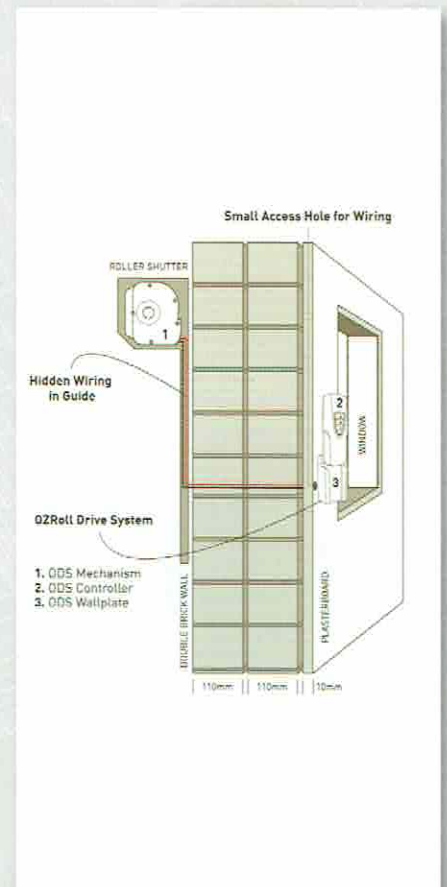 Small Access Hole for Wiring
ROLLER SHUTTER
1
Hidden Wiring
in Guide
2
WINDOW
3
OZRoll Drive System
1. ODS Mechanism
2. ODS Controller
3. ODS Wallplate
DOUBLE BRICK WALL
PLASTERBOARD
110mm
110mm
10mm